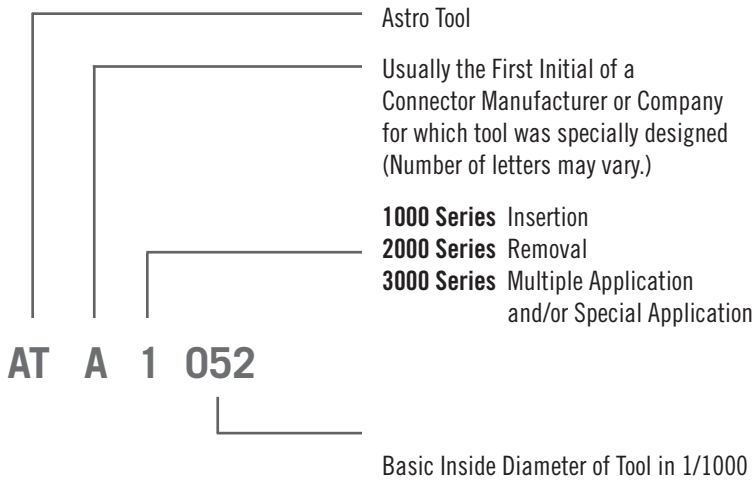 Astro Tool
Usually the First Initial of a
Connector Manufacturer or Company
for which tool was specially designed
(Number of letters may vary.)
1000 Series Insertion
2000 Series Removal
3000 Series Multiple Application
and/or Special Application
AT A 1 052
Basic Inside Diameter of Tool in 1/1000